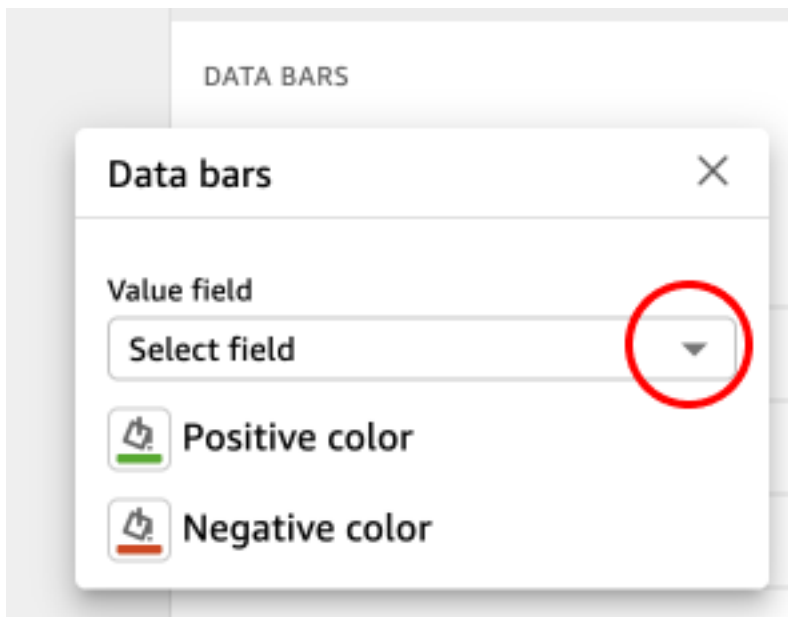 DATA BARS
Data bars
Value field
Select field
Positive color
Negative color